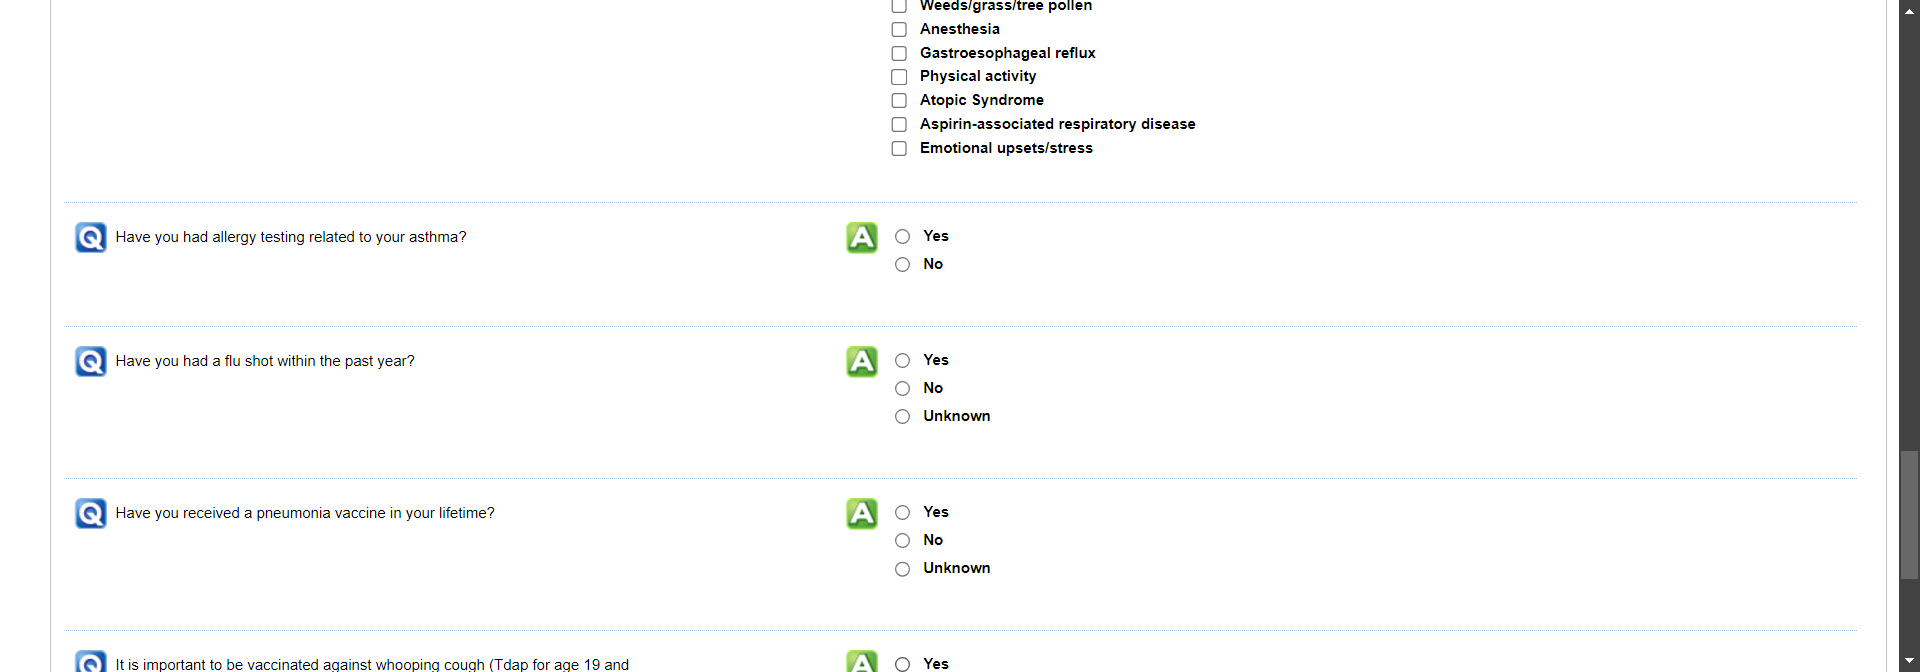 Weeds/grass/tree pollen
Anesthesia
Gastroesophageal reflux
Physical activity
Atopic Syndrome
Aspirin-associated respiratory disease
Emotional upsets/stress
Q Have you had allergy testing related to your asthma? A Yes
No
Q Have you had a flu shot within the past year? A Yes
No
Unknown
Q Have you received a pneumonia vaccine in your lifetime? A Yes
No
Unknown
Q It is important to be vaccinated against whooping cough (Tdap for age 19 and A Yes